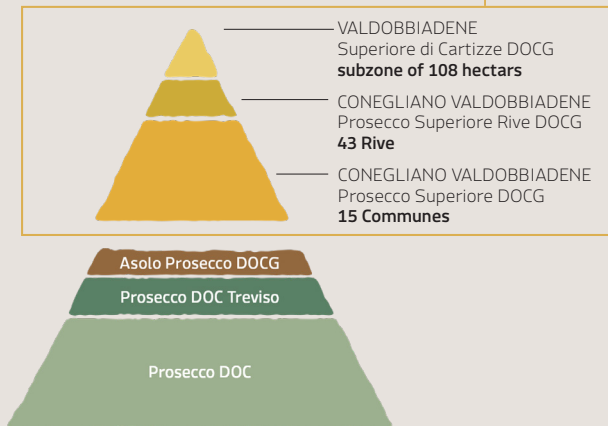 VALDOBBIADENE
Superiore di Cartizze DOCG
subzone of 108 hectars
CONEGLIANO VALDOBBIADENE
Prosecco Superiore Rive DOCG
43 Rive
CONEGLIANO VALDOBBIADENE
Prosecco Superiore DOCG
15 Communes
Asolo Prosecco DOCG
Prosecco DOC Treviso
Prosecco DOC